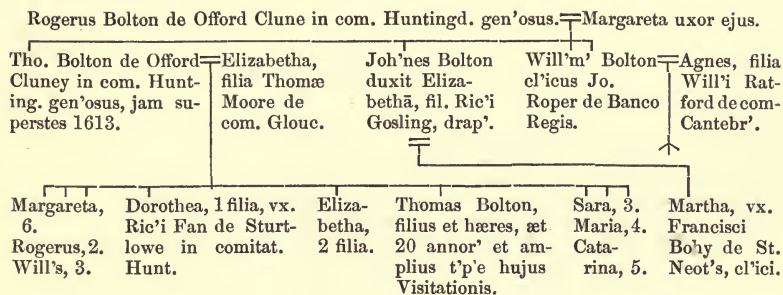 Rogerus Bolton de Offord Clune in com. Huntingd. gen'osus.=Margareta uxor ejus.
Tho. Bolton de Offord
Cluney in com. Hunt-
ing. gen'osus, jam su-
perstes 1613.
=Elizabetha,
filia Thomæ
Moore de
com. Glouc.
Joh'nes Bolton
duxit Eliza-
bethā, fil. Ric'i
Gosling, drap'.
Will'm' Bolton
cl'icus Jo.
Roper de Banco
Regis.
=Agnes, filia
Will'i Rat-
ford de com-
Cantebr'.
Margareta,
6.
Rogerus, 2.
Will's, 3.
Dorothea, 1 filia, vx.
Ric'i Fan de Sturt-
lowe in comitat.
Hunt.
Eliza-
betha,
2 filia.
Thomas Bolton,
filius et hæres, æt
20 annor' et am-
plius t'p'e hujus
Visitationis.
Sara, 3.
Maria, 4.
Cata-
rina, 5.
Martha, vx.
Francisci
Bohy de St.
Neot's, cl'ici.